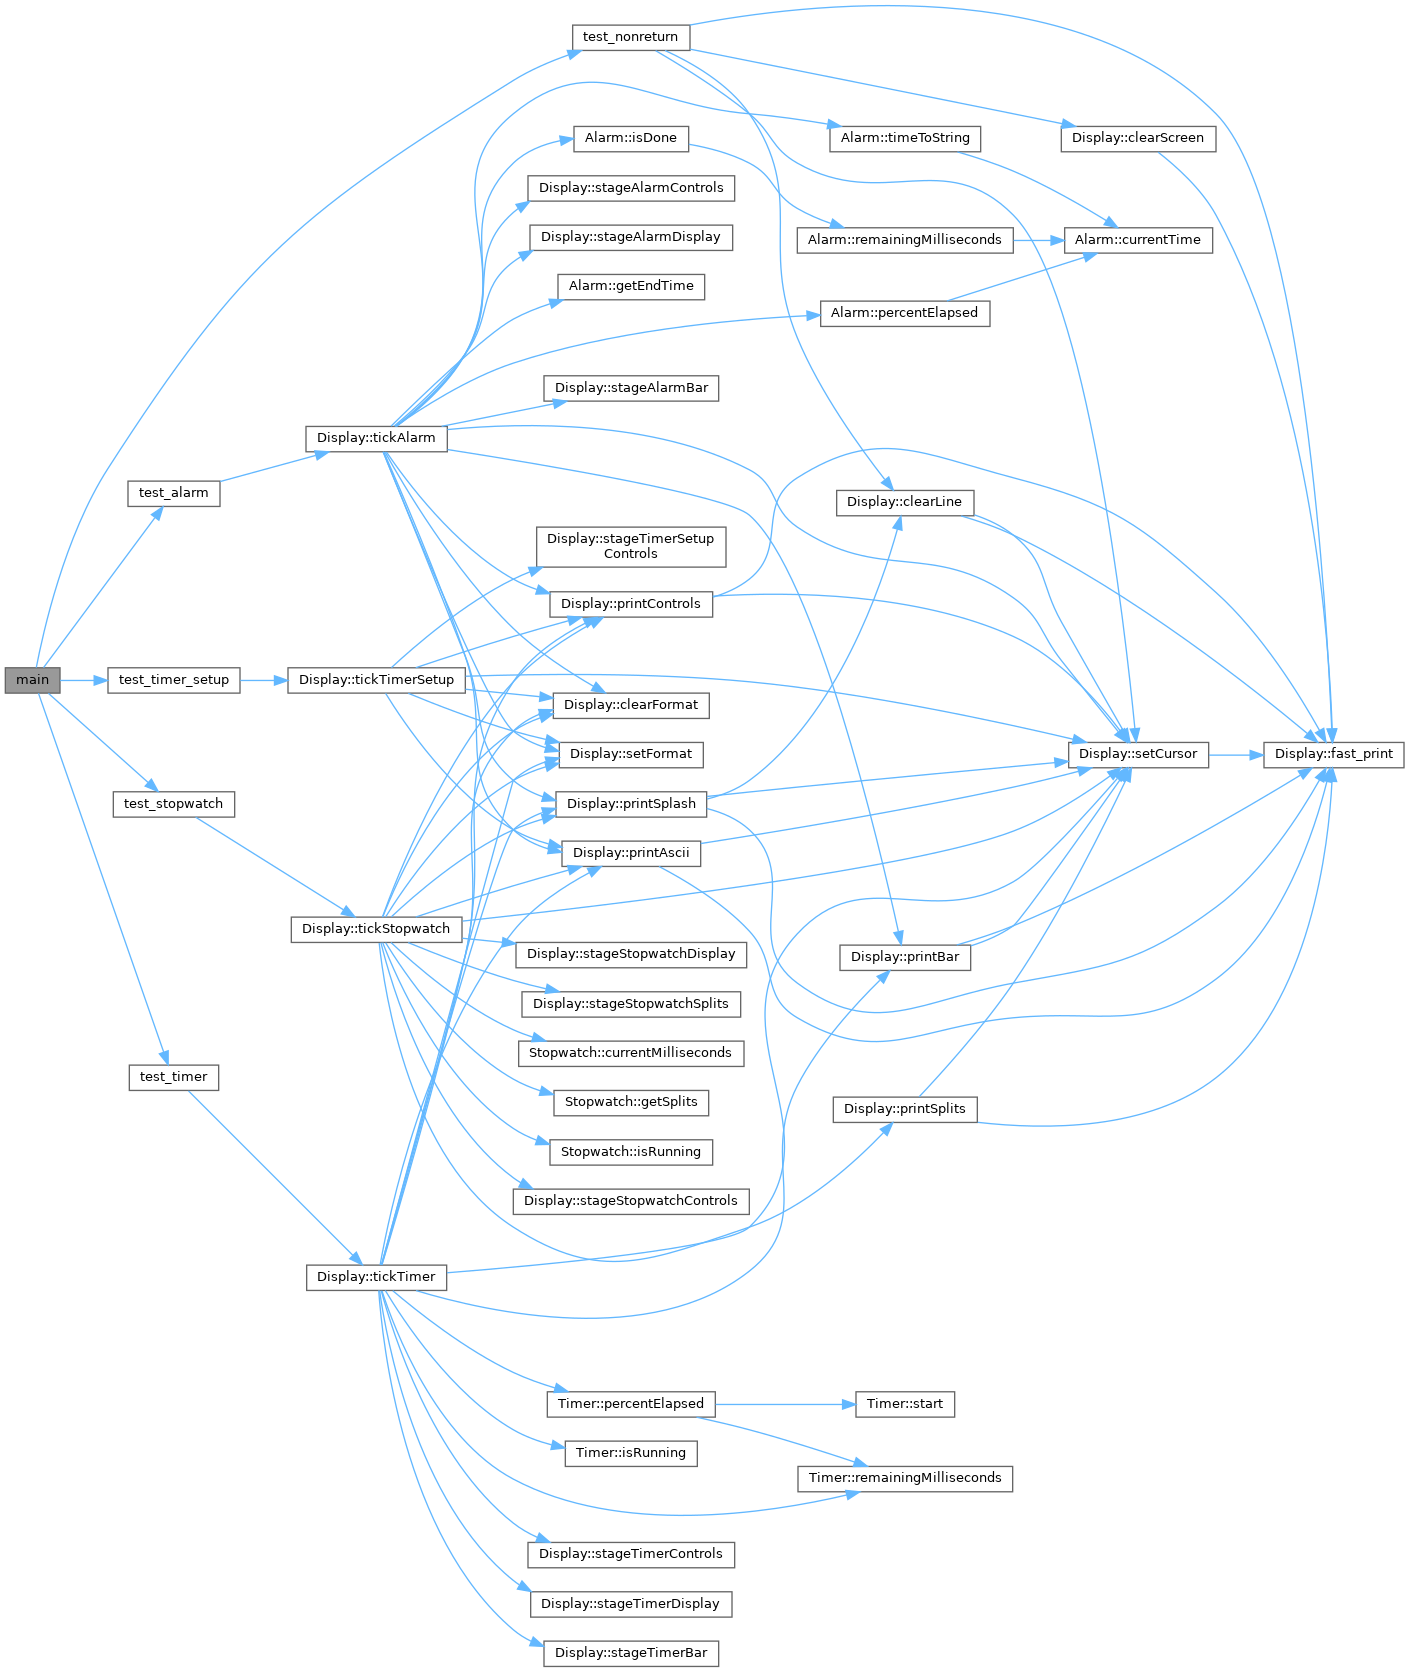 test_nonreturn
Alarm::isDone
Alarm::timeToString
Display::clearScreen
Display::stageAlarmControls
Display::stageAlarmDisplay
Alarm::remainingMilliseconds
Alarm::currentTime
Alarm::getEndTime
Alarm::percentElapsed
Display::stageAlarmBar
Display::tickAlarm
test_alarm
Display::clearLine
Display::stageTimerSetup
Controls
Display::printControls
main
test_timer_setup
Display::tickTimerSetup
Display::clearFormat
Display::setFormat
Display::setCursor
Display::fast_print
test_stopwatch
Display::printSplash
Display::printAscii
Display::tickStopwatch
Display::stageStopwatchDisplay
Display::printBar
Display::stageStopwatchSplits
Stopwatch::currentMilliseconds
test_timer
Stopwatch::getSplits
Display::printSplits
Stopwatch::isRunning
Display::stageStopwatchControls
Display::tickTimer
Timer::percentElapsed
Timer::start
Timer::isRunning
Timer::remainingMilliseconds
Display::stageTimerControls
Display::stageTimerDisplay
Display::stageTimerBar